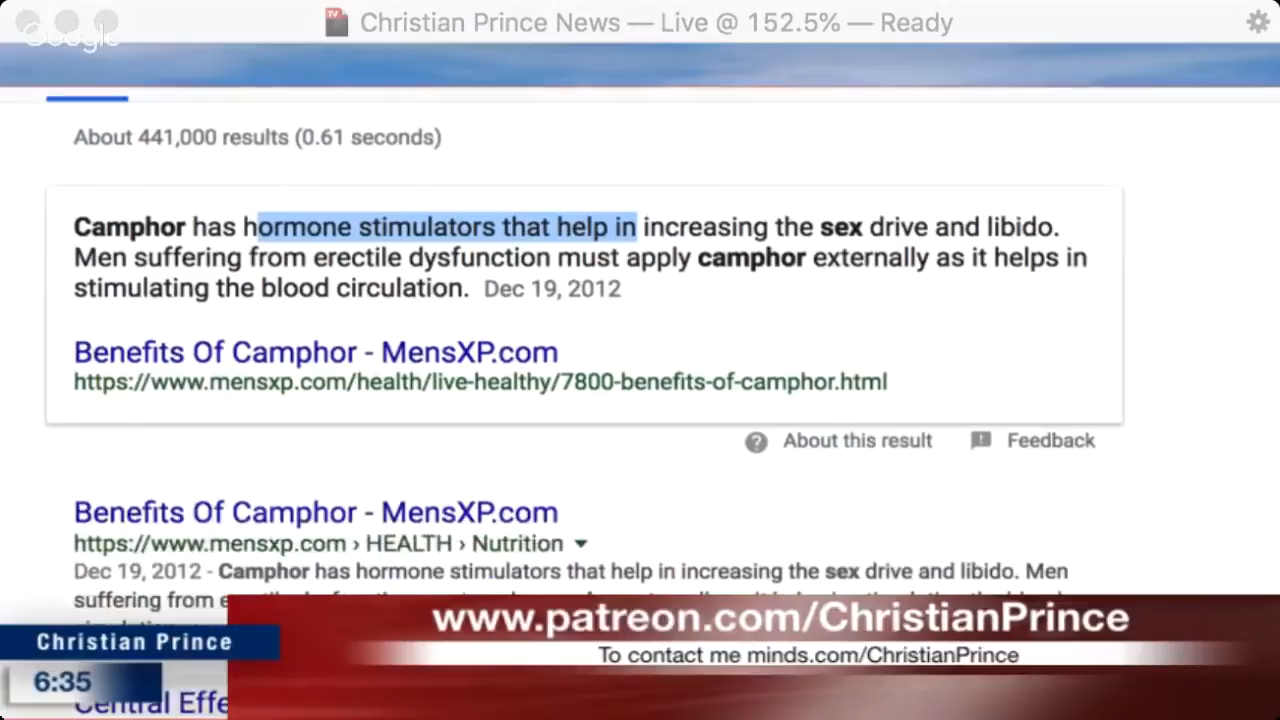 Christian Prince News — Live @ 152.5% — Ready
Google
About 441,000 results (0.61 seconds)
Camphor has hormone stimulators that help in increasing the sex drive and libido.
Men suffering from erectile dysfunction must apply camphor externally as it helps in
stimulating the blood circulation. Dec 19, 2012
Benefits Of Camphor - MensXP.com
https://www.mensxp.com/health/live-healthy/7800-benefits-of-camphor.html
About this result Feedback
Benefits Of Camphor - MensXP.com
https://www.mensxp.com › HEALTH › Nutrition
Dec 19, 2012 - Camphor has hormone stimulators that help in increasing the sex drive and libido. Men
suffering from
www.patreon.com/ChristianPrince
Christian Prince
To contact me minds.com/ChristianPrince
6:35
Central Effe